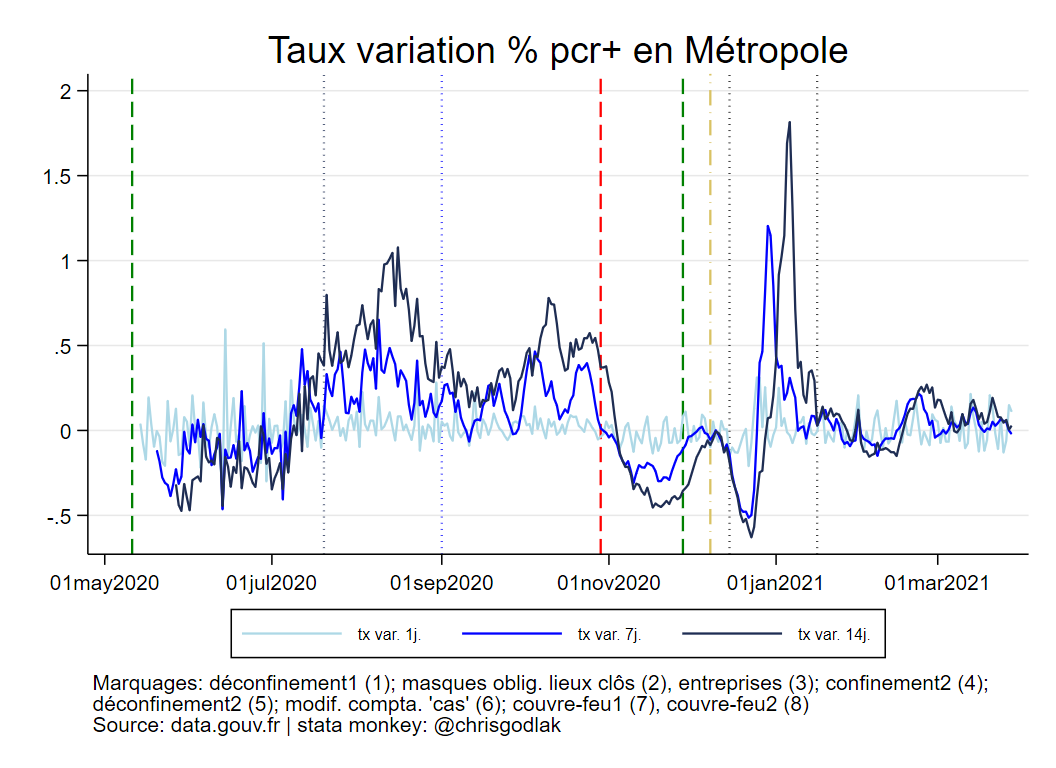 Taux variation % pcr+ en Métropole
2
1.5
1
.5
0
-.5
01may2020 01jul2020 01sep2020 01nov2020 01jan2021 01mar2021
tx var. 1j. tx var. 7j. tx var. 14j.
Marquages: déconfinement1 (1); masques oblig. lieux clôs (2), entreprises (3); confinement2 (4);
déconfinement2 (5); modif. compta. 'cas' (6); couvre-feu1 (7), couvre-feu2 (8)
Source: data.gouv.fr | stata monkey: @chrisgodlak